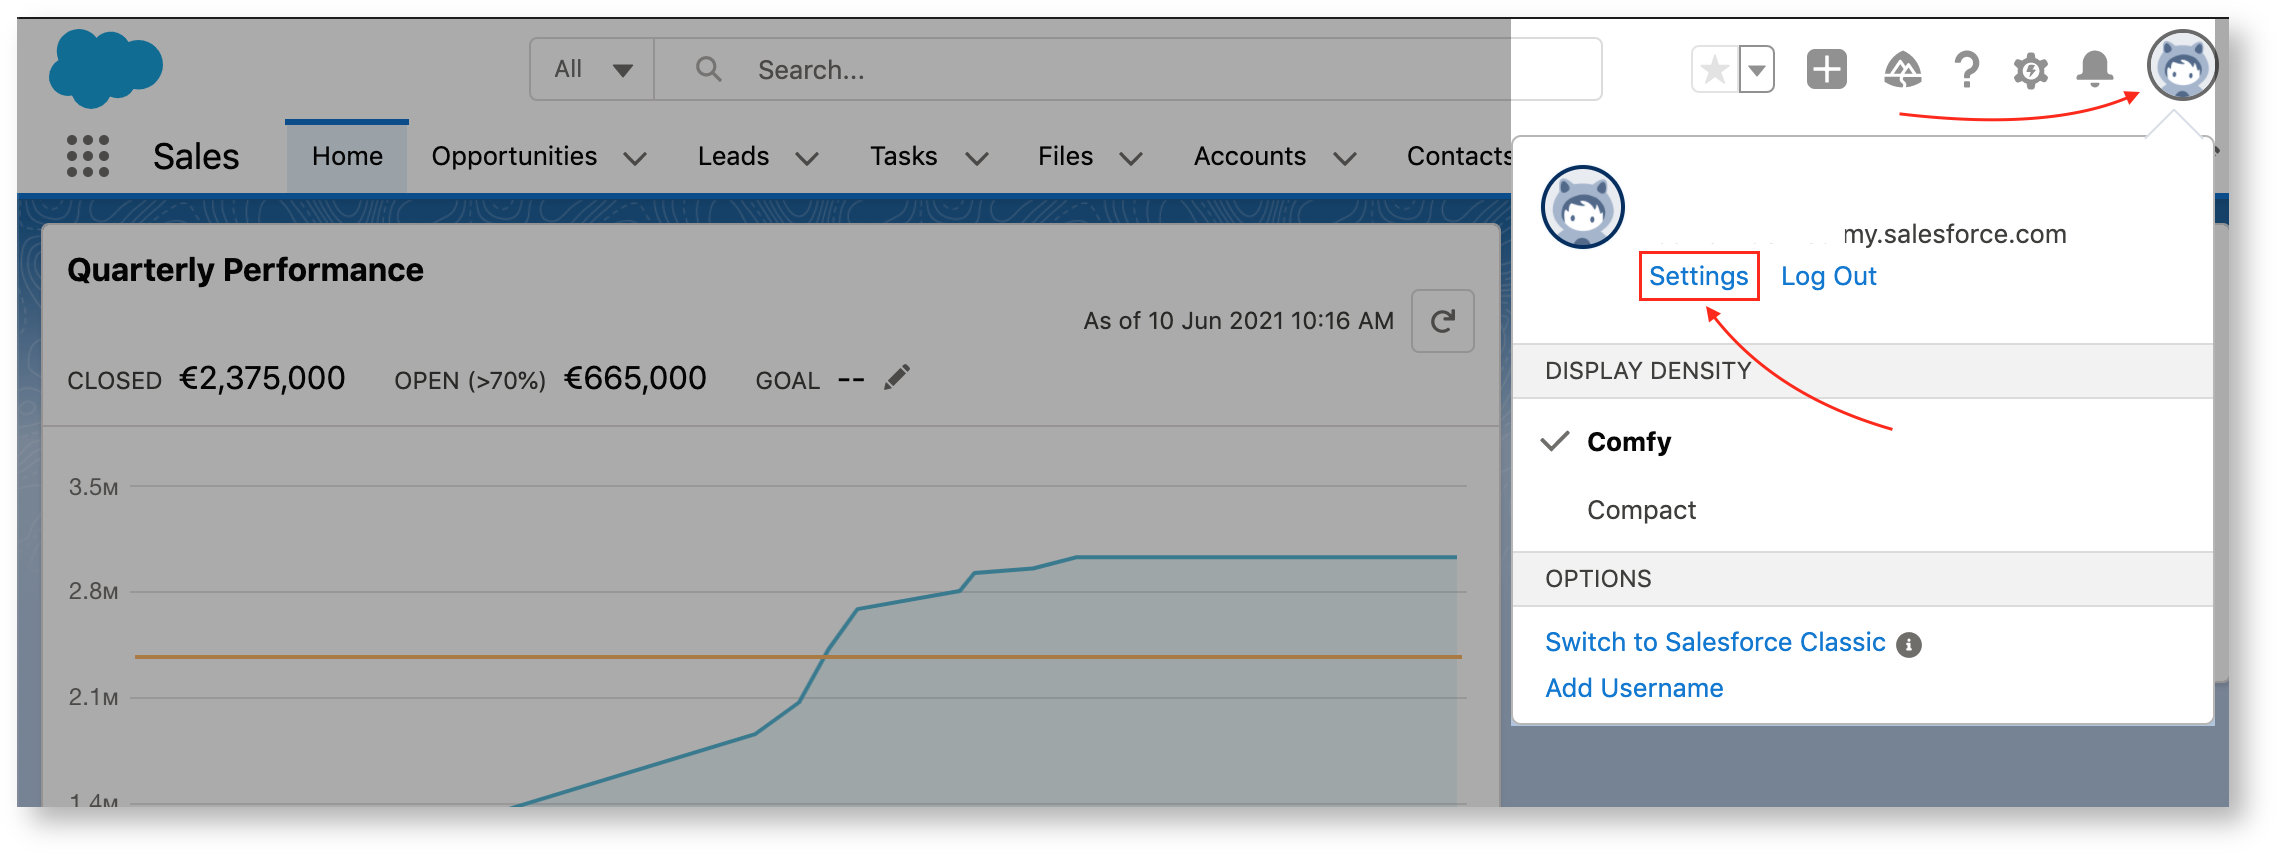 All
Search...
Sales
Home
Opportunities
Leads
Tasks
Files
Accounts
Contacts
my.salesforce.com
Settings
Log Out
Quarterly Performance
As of 10 Jun 2021 10:16 AM
CLOSED €2,375,000
OPEN (>70%) €665,000
GOAL --
DISPLAY DENSITY
Comfy
Compact
OPTIONS
Switch to Salesforce Classic
Add Username
3.5M
2.8M
2.1M
1.4M